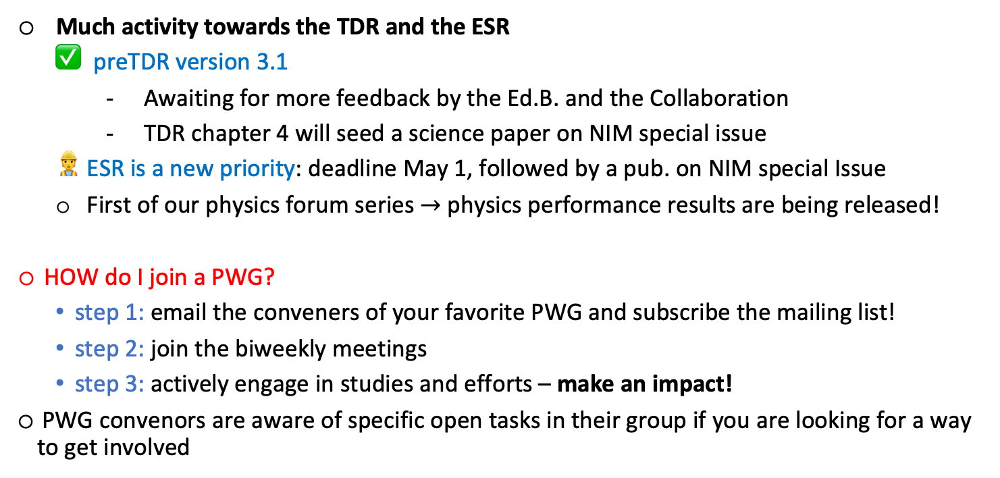 ○ Much activity towards the TDR and the ESR
✅ preTDR version 3.1
- Awaiting for more feedback by the Ed.B. and the Collaboration
- TDR chapter 4 will seed a science paper on NIM special issue
👷 ESR is a new priority: deadline May 1, followed by a pub. on NIM special Issue
○ First of our physics forum series → physics performance results are being released!
○ HOW do I join a PWG?
• step 1: email the conveners of your favorite PWG and subscribe the mailing list!
• step 2: join the biweekly meetings
• step 3: actively engage in studies and efforts – make an impact!
○ PWG convenors are aware of specific open tasks in their group if you are looking for a way
to get involved